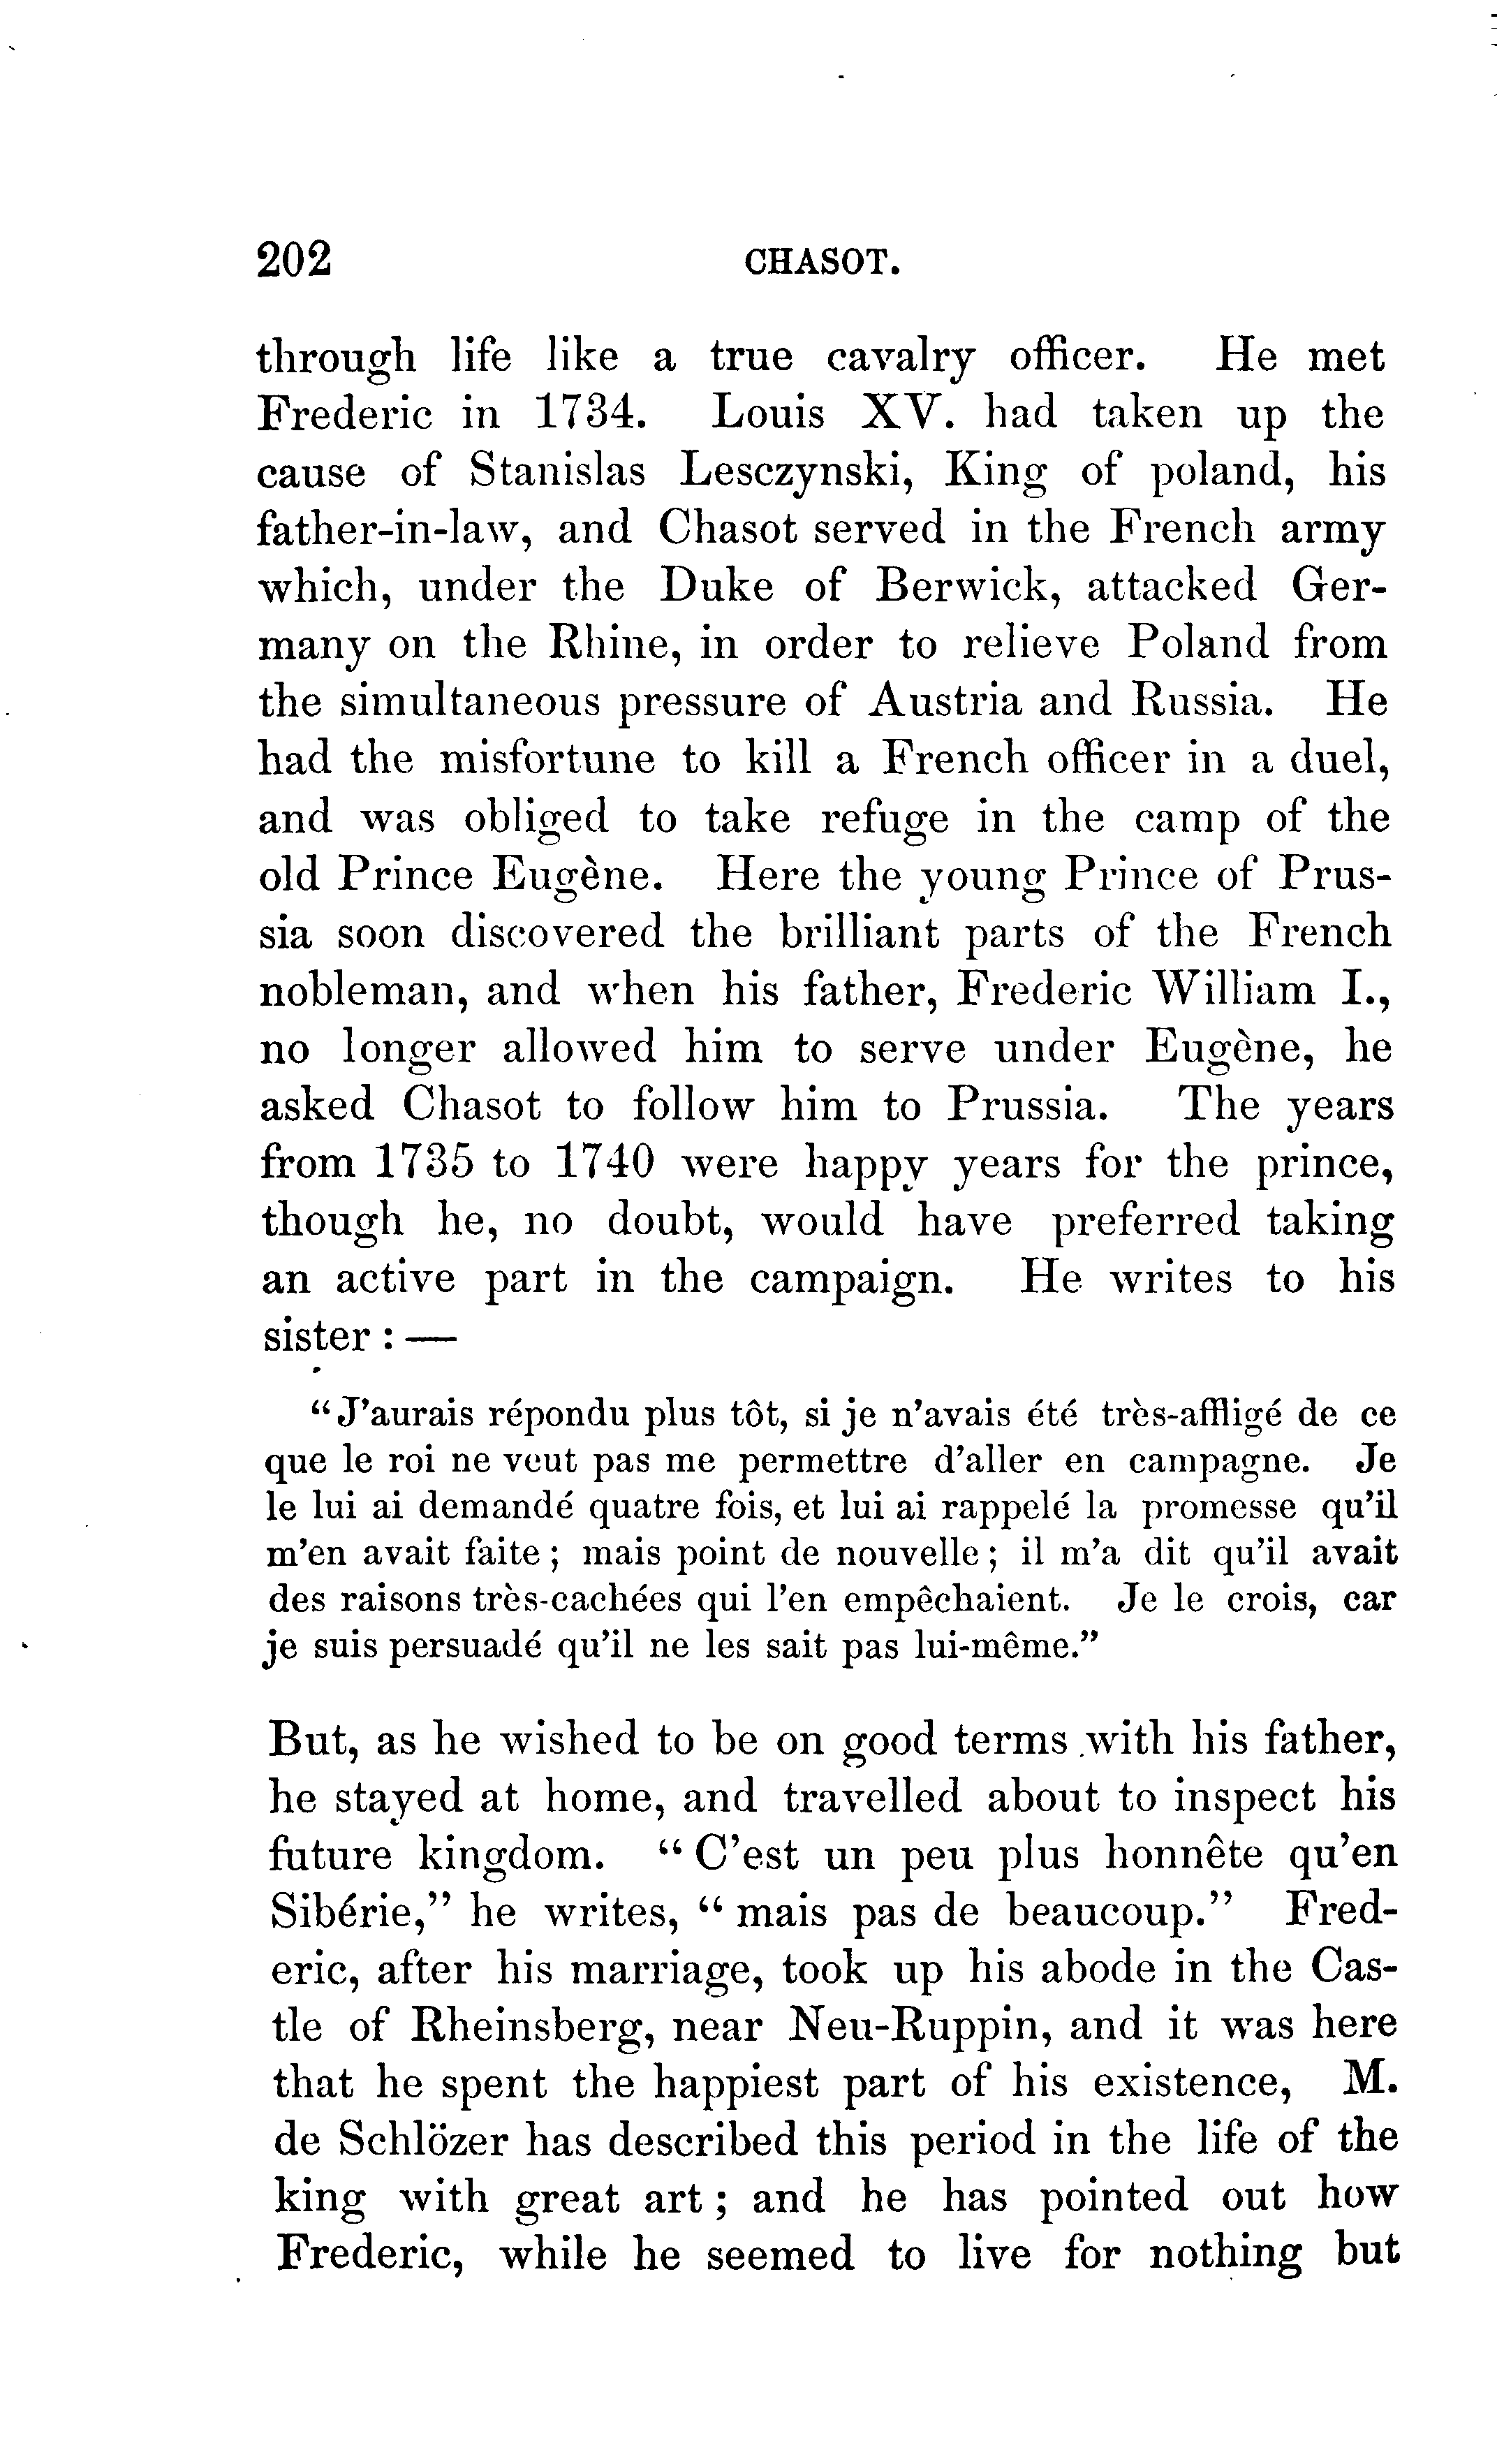 202 CHASOT.
through life like a true cavalry officer. He met
Frederic in 1734. Louis XV. had taken up the
cause of Stanislas Lesczynski, King of poland, his
father-in-law, and Chasot served in the French army
which, under the Duke of Berwick, attacked Ger-
many on the Rhine, in order to relieve Poland from
the simultaneous pressure of Austria and Russia. He
had the misfortune to kill a French officer in a duel,
and was obliged to take refuge in the camp of the
old Prince Eugène. Here the young Prince of Prus-
sia soon discovered the brilliant parts of the French
nobleman, and when his father, Frederic William I.,
no longer allowed him to serve under Eugène, he
asked Chasot to follow him to Prussia. The years
from 1735 to 1740 were happy years for the prince,
though he, no doubt, would have preferred taking
an active part in the campaign. He writes to his
sister : —
“J'aurais répondu plus tôt, si je n'avais été très-affligé de ce
que le roi ne veut pas me permettre d'aller en campagne. Je
le lui ai demandé quatre fois, et lui ai rappelé la promesse qu'il
m'en avait faite ; mais point de nouvelle ; il m'a dit qu'il avait
des raisons très-cachées qui l'en empêchaient. Je le crois, car
je suis persuadé qu'il ne les sait pas lui-même.”
But, as he wished to be on good terms with his father,
he stayed at home, and travelled about to inspect his
future kingdom. “C'est un peu plus honnête qu'en
Sibérie,” he writes, “mais pas de beaucoup.” Fred-
eric, after his marriage, took up his abode in the Cas-
tle of Rheinsberg, near Neu-Ruppin, and it was here
that he spent the happiest part of his existence, M.
de Schlözer has described this period in the life of the
king with great art ; and he has pointed out how
Frederic, while he seemed to live for nothing but